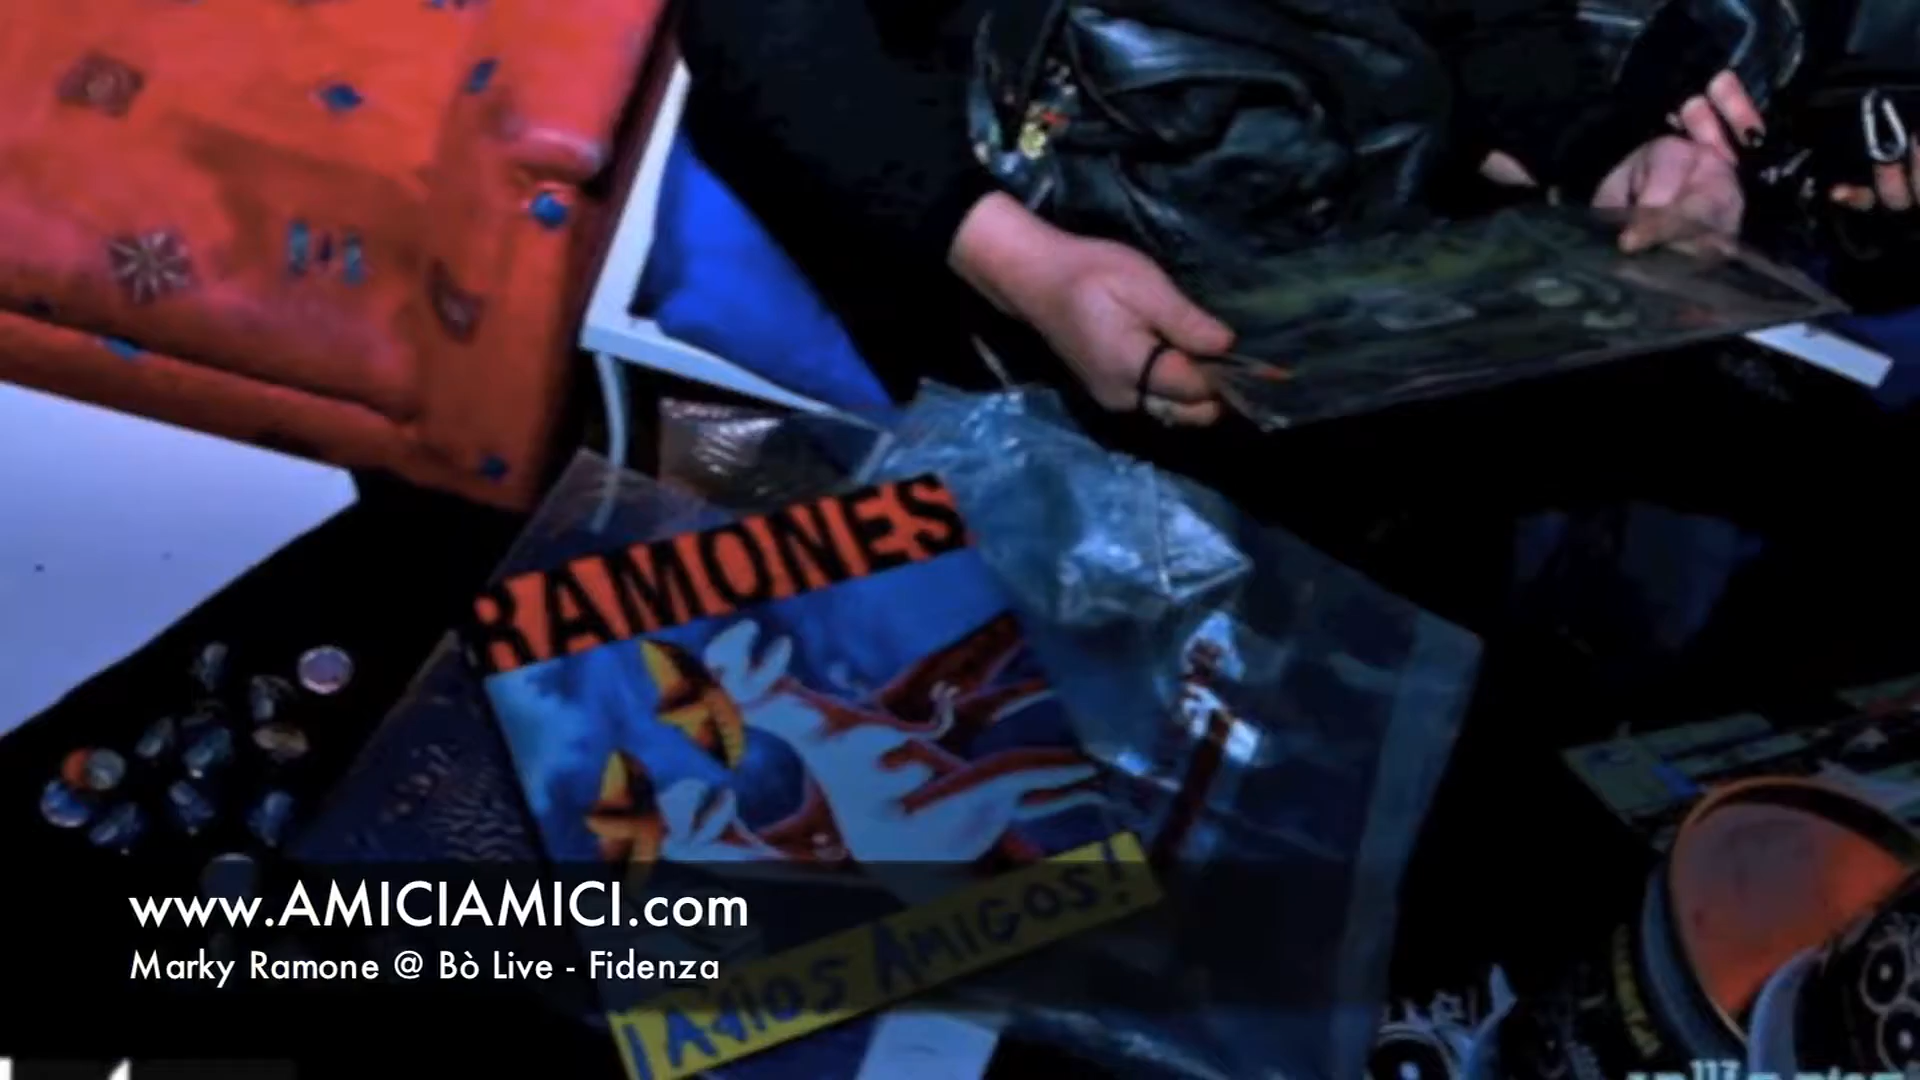 RAMONES
¡Adios Amigos!
www.AMICIAMICI.com
Marky Ramone @ Bò Live - Fidenza